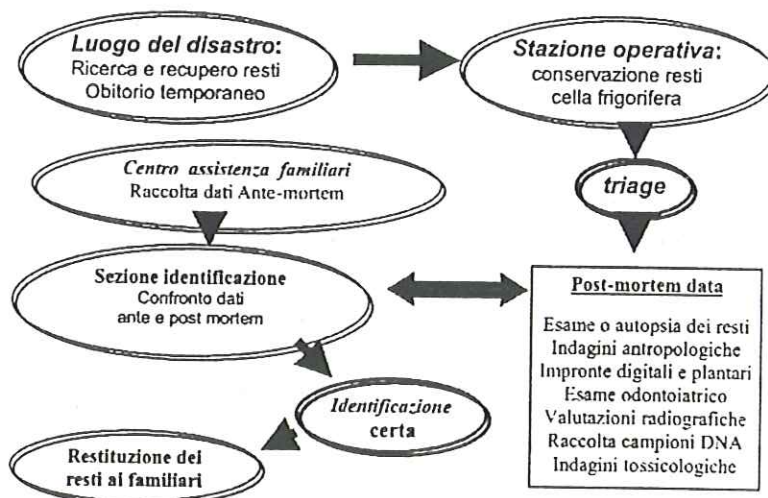 Luogo del disastro:
Ricerca e recupero resti
Obitorio temporaneo
Stazione operativa:
conservazione resti
cella frigorifera
Centro assistenza familiari
Raccolta dati Ante-mortem
triage
Sezione identificazione
Confronto dati
ante e post mortem
Post-mortem data
Esame o autopsia dei resti
Indagini antropologiche
Impronte digitali e plantari
Esame odontoiatrico
Valutazioni radiografiche
Raccolta campioni DNA
Indagini tossicologiche
Identificazione
certa
Restituzione dei
resti ai familiari